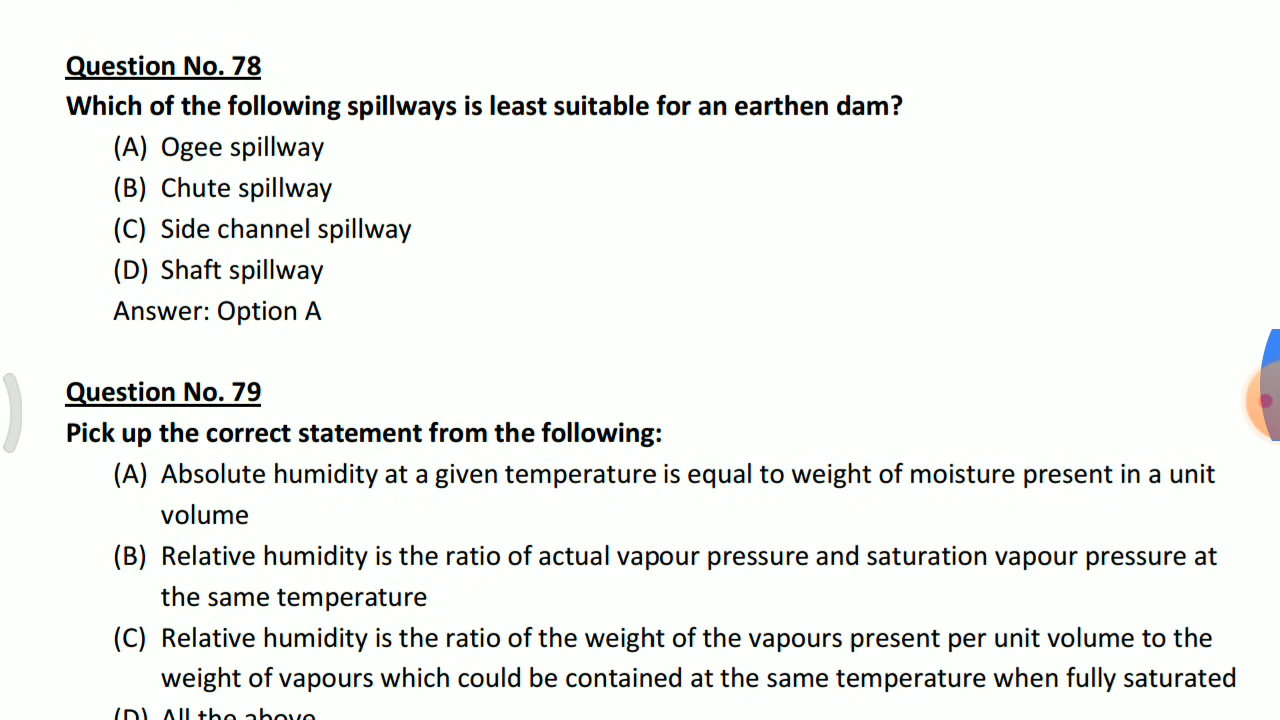 Question No. 78
Which of the following spillways is least suitable for an earthen dam?
(A) Ogee spillway
(B) Chute spillway
(C) Side channel spillway
(D) Shaft spillway
Answer: Option A
Question No. 79
Pick up the correct statement from the following:
(A) Absolute humidity at a given temperature is equal to weight of moisture present in a unit
volume
(B) Relative humidity is the ratio of actual vapour pressure and saturation vapour pressure at
the same temperature
(C) Relative humidity is the ratio of the weight of the vapours present per unit volume to the
weight of vapours which could be contained at the same temperature when fully saturated
(D) All the above